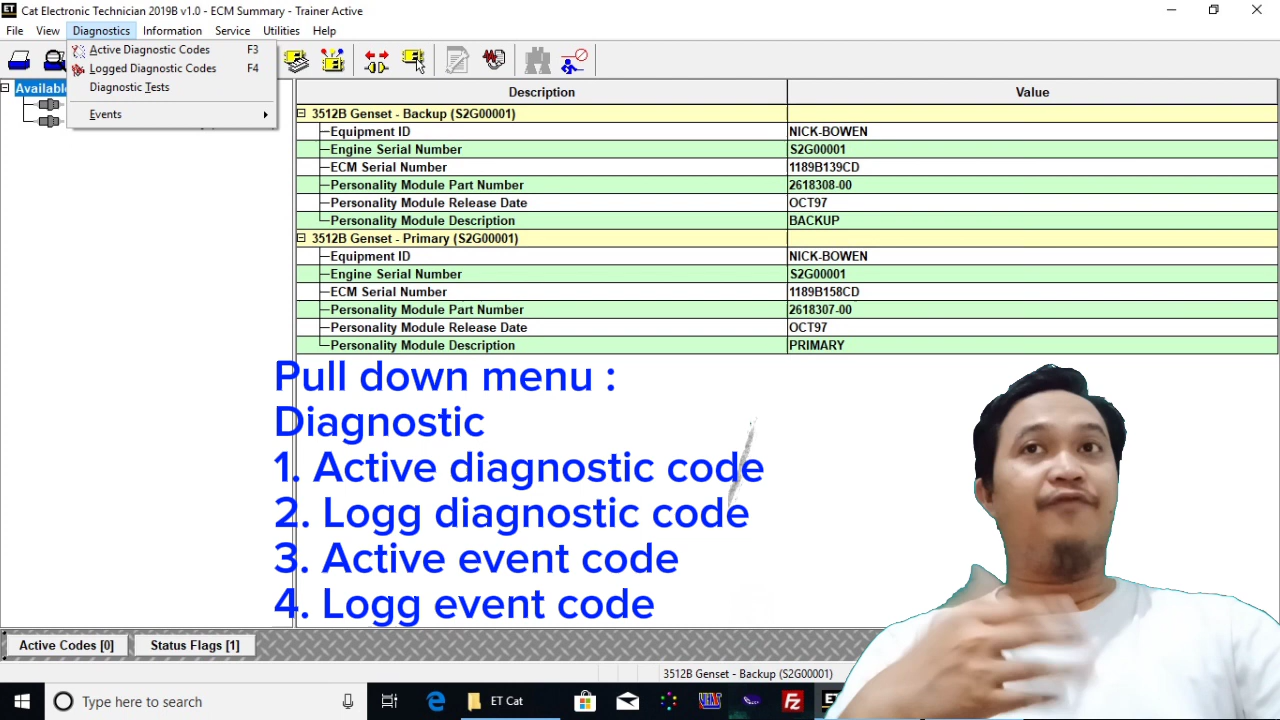 Cat Electronic Technician 2019B v1.0 - ECM Summary - Trainer Active
File View Diagnostics Information Service Utilities Help
Active Diagnostic Codes F3
Logged Diagnostic Codes F4
Diagnostic Tests
Events
Availabl
Description Value
3512B Genset - Backup (S2G00001)
Equipment ID NICK-BOWEN
Engine Serial Number S2G00001
ECM Serial Number 1189B139CD
Personality Module Part Number 2618308-00
Personality Module Release Date OCT97
Personality Module Description BACKUP
3512B Genset - Primary (S2G00001)
Equipment ID NICK-BOWEN
Engine Serial Number S2G00001
ECM Serial Number 1189B158CD
Personality Module Part Number 2618307-00
Personality Module Release Date OCT97
Personality Module Description PRIMARY
Pull down menu :
Diagnostic
1. Active diagnostic code
2. Logg diagnostic code
3. Active event code
4. Logg event code
Active Codes [0] Status Flags [1]
3512B Genset - Backup (S2G00001)
Type here to search ET Cat